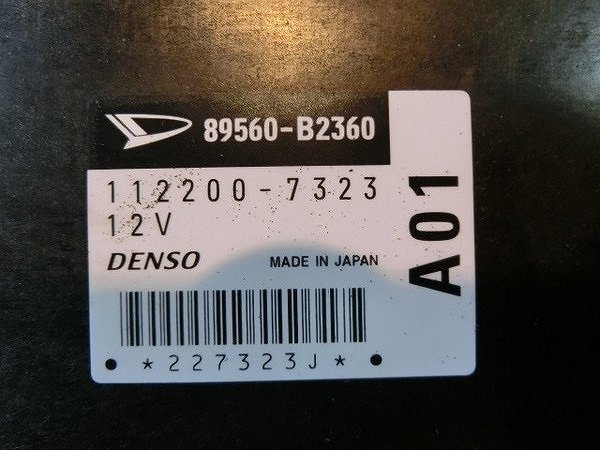 89560-B2360
112200-7323
12V
DENSO MADE IN JAPAN
*227323J*
A01